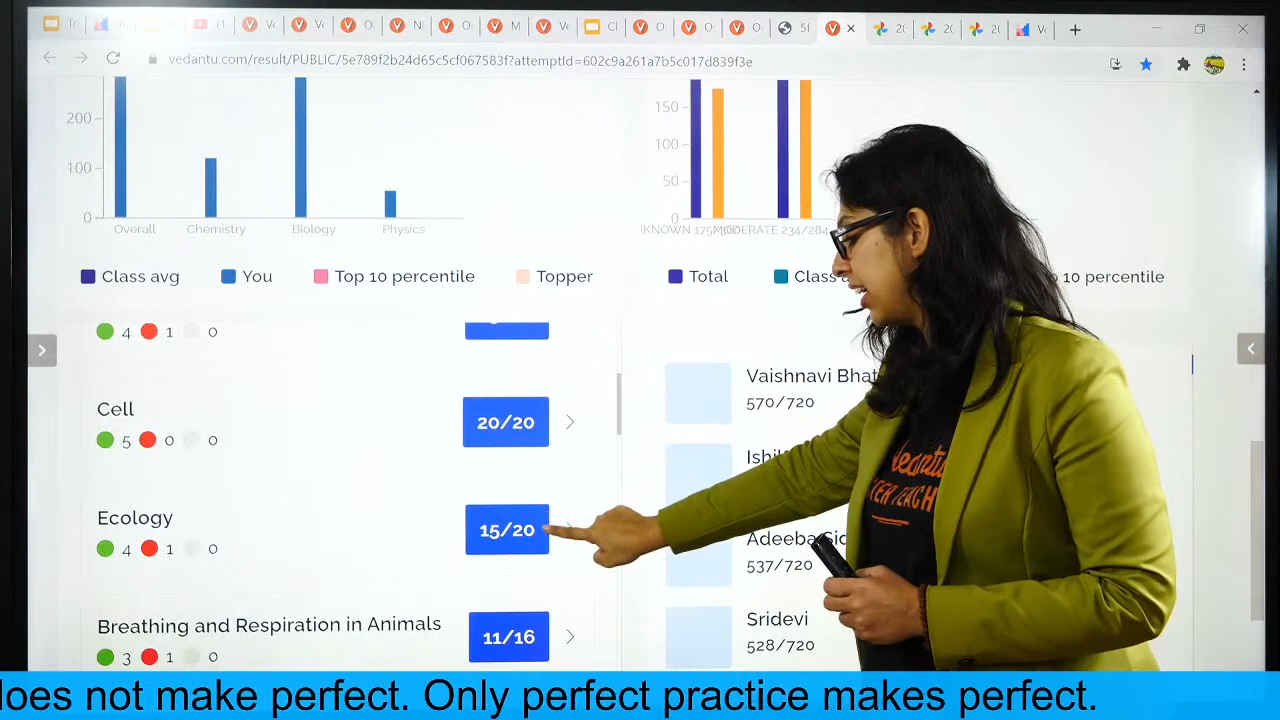 vedantu.com/result/PUBLIC/5e789f2b24d65c5cf067583f?attemptId=602c9a261a7b5c017d839f3e
200
100
0
Overall Chemistry Biology Physics
150
100
50
0
Class avg You Top 10 percentile Topper
Total Class 10 percentile
4 1 0
Cell
20/20
5 0 0
Ecology
15/20
4 1 0
Breathing and Respiration in Animals
11/16
3 1 0
Vaishnavi
570/720
Adeeba
537/720
Sridevi
528/720
does not make perfect. Only perfect practice makes perfect.